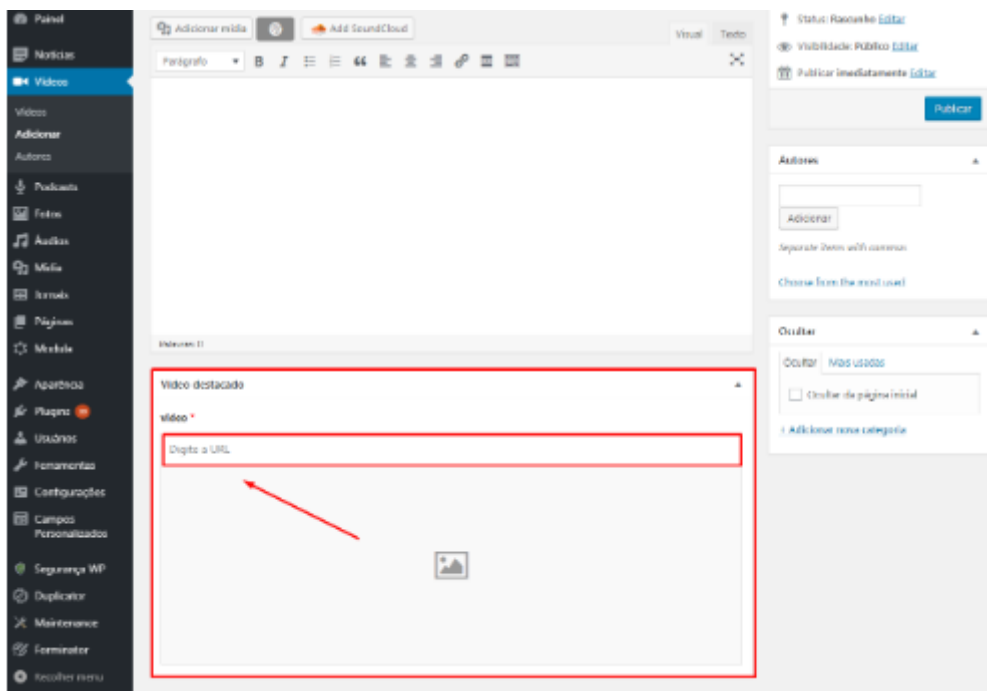 Painel
Notícias
Vídeos
Vídeos
Adicionar
Autores
Podcasts
Fotos
Áudios
Mídia
Jornais
Páginas
Modula
Aparência
Plugins
Usuários
Ferramentas
Configurações
Campos
Personalizados
Segurança WP
Duplicator
Maintenance
Forminator
Recolher menu
Adicionar mídia
Add SoundCloud
Visual Texto
Parágrafo
B I
Palavras: 0
Vídeo destacado
vídeo *
Digite a URL
Status: Rascunho Editar
Visibilidade: Público Editar
Publicar imediatamente Editar
Publicar
Autores
Adicionar
Separate items with commas
Choose from the most used
Ocultar
Ocultar Mais usadas
Ocultar da página inicial
+ Adicionar nova categoria